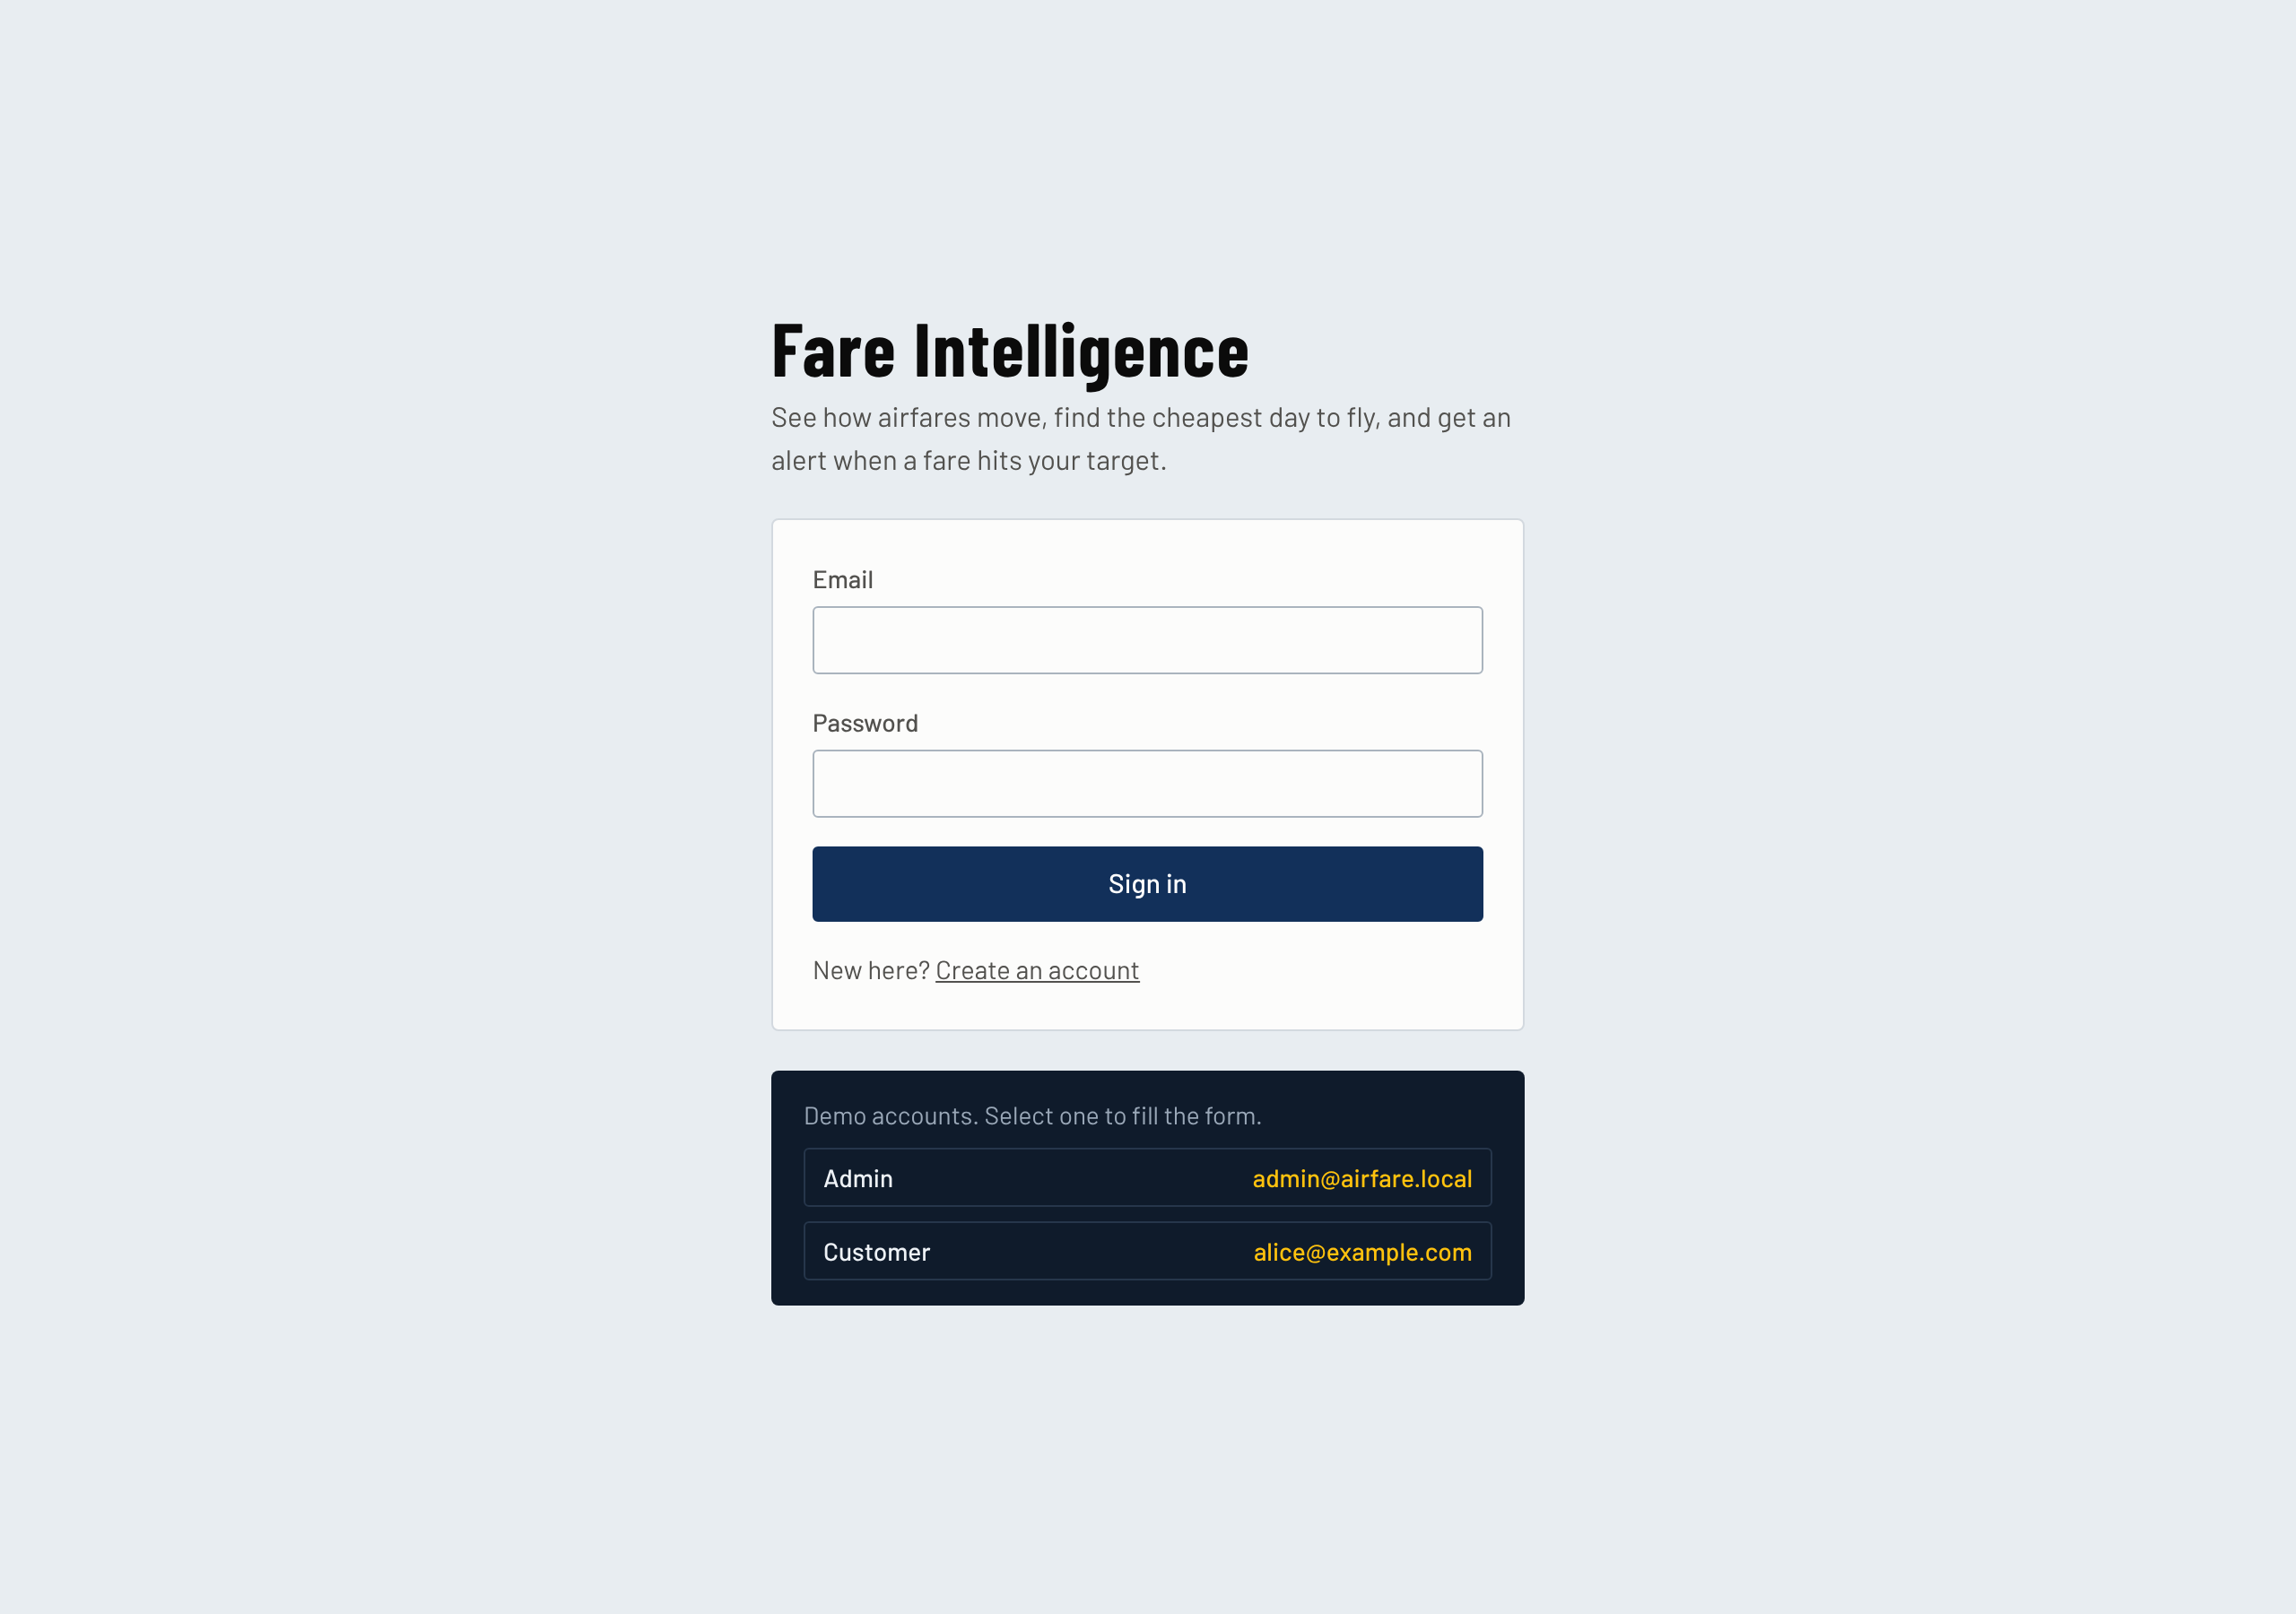 Fare Intelligence
See how airfares move, find the cheapest day to fly, and get an
alert when a fare hits your target.
Email
Password
Sign in
New here? Create an account
Demo accounts. Select one to fill the form.
Admin admin@airfare.local
Customer alice@example.com